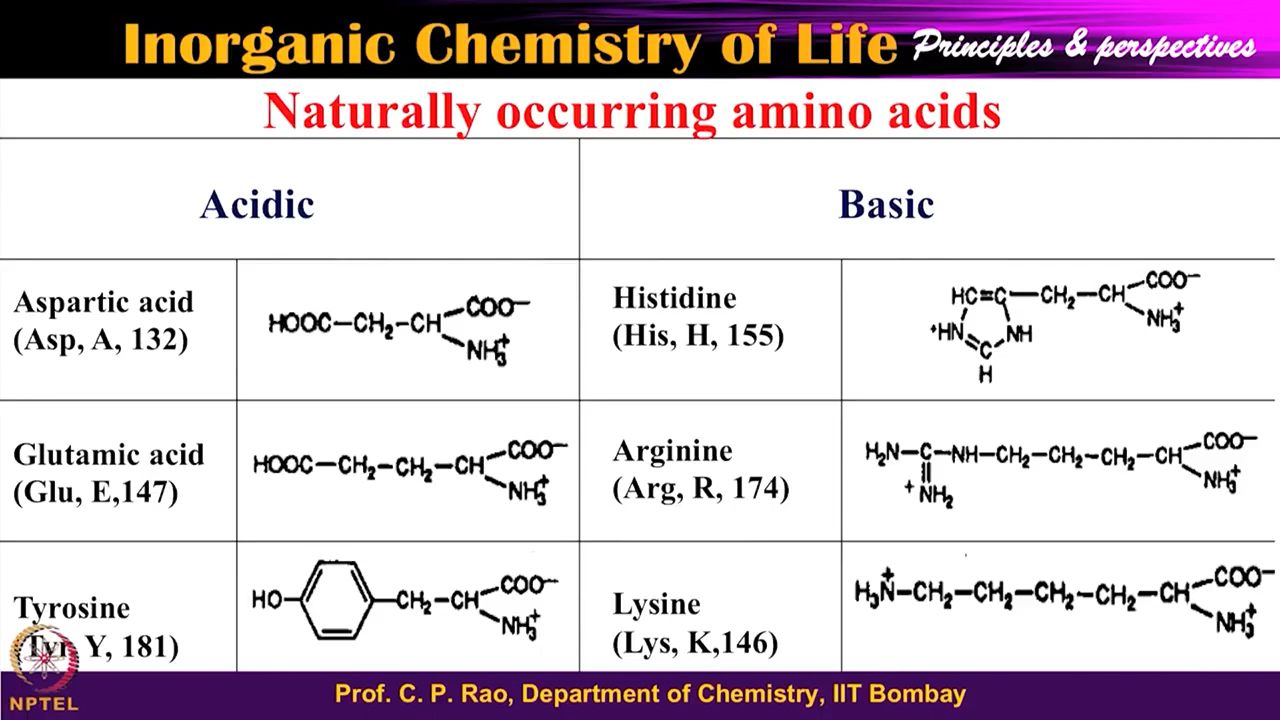 Inorganic Chemistry of Life Principles & perspectives
Naturally occurring amino acids
Acidic
Basic
Aspartic acid
(Asp, A, 132)
HOOC–CH2–CH
COO–
NH3+
Histidine
(His, H, 155)
HC=C–CH2–CH
COO–
NH3+
+HN
NH
C
H
Glutamic acid
(Glu, E,147)
HOOC–CH2–CH2–CH
COO–
NH3+
Arginine
(Arg, R, 174)
H2N–C–NH–CH2–CH2–CH2–CH
COO–
NH3+
+NH2
Tyrosine
(Tyr, Y, 181)
HO
CH2–CH
COO–
NH3+
Lysine
(Lys, K,146)
H3N+–CH2–CH2–CH2–CH2–CH
COO–
NH3+
NPTEL
Prof. C. P. Rao, Department of Chemistry, IIT Bombay